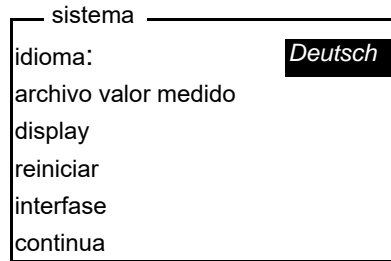 sistema
idioma: Deutsch
archivo valor medido
display
reiniciar
interfase
continua